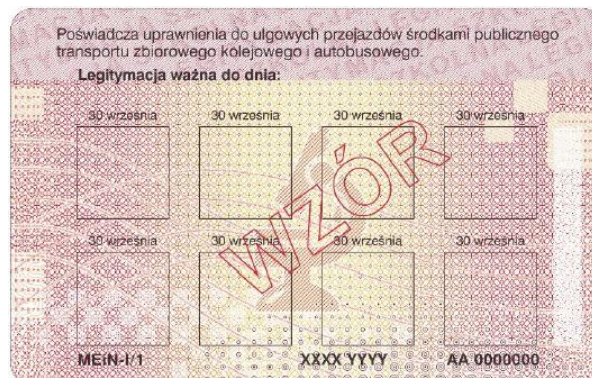 Poświadcza uprawnienia do ulgowych przejazdów środkami publicznego
transportu zbiorowego kolejowego i autobusowego.
Legitymacja ważna do dnia:
30 września 30 września 30 września 30 września
WZÓR
30 września 30 września 30 września 30 września
MEiN-I/1 XXXX YYYY AA 0000000